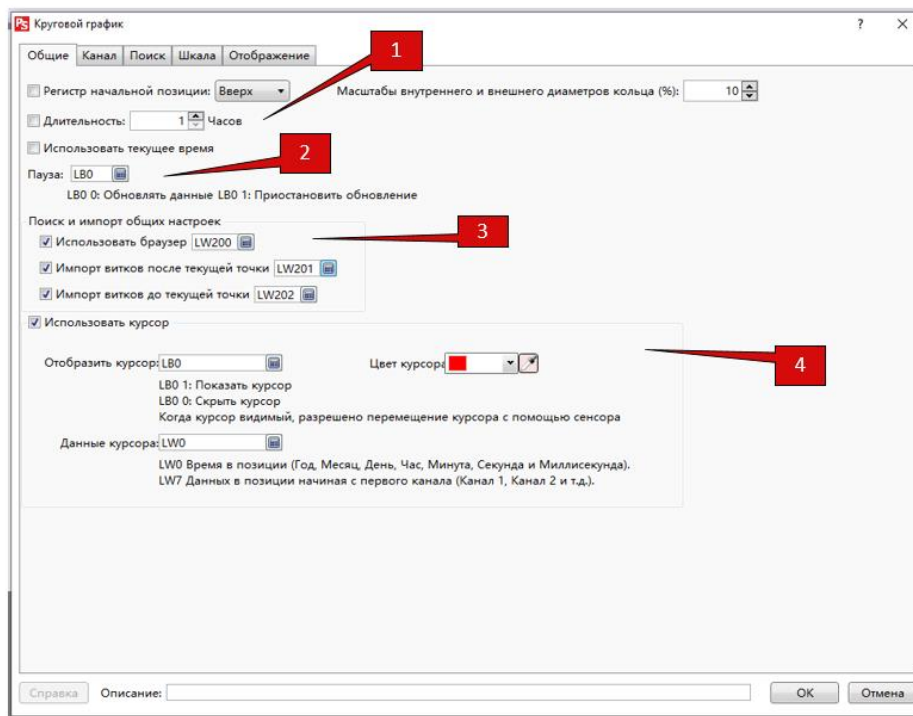 PS Круговой график ? X
Общие Канал Поиск Шкала Отображение
1
Регистр начальной позиции: Вверх Масштабы внутреннего и внешнего диаметров кольца (%): 10
Длительность: 1 Часов
Использовать текущее время
2
Пауза: LB0
LB0 0: Обновлять данные LB0 1: Приостановить обновление
Поиск и импорт общих настроек
3
Использовать браузер LW200
Импорт витков после текущей точки LW201
Импорт витков до текущей точки LW202
Использовать курсор
Отобразить курсор: LB0 Цвет курсора
4
LB0 1: Показать курсор
LB0 0: Скрыть курсор
Когда курсор видимый, разрешено перемещение курсора с помощью сенсора
Данные курсора: LW0
LW0 Время в позиции (Год, Месяц, День, Час, Минута, Секунда и Миллисекунда).
LW7 Данных в позиции начиная с первого канала (Канал 1, Канал 2 и т.д.).
Справка Описание: OK Отмена